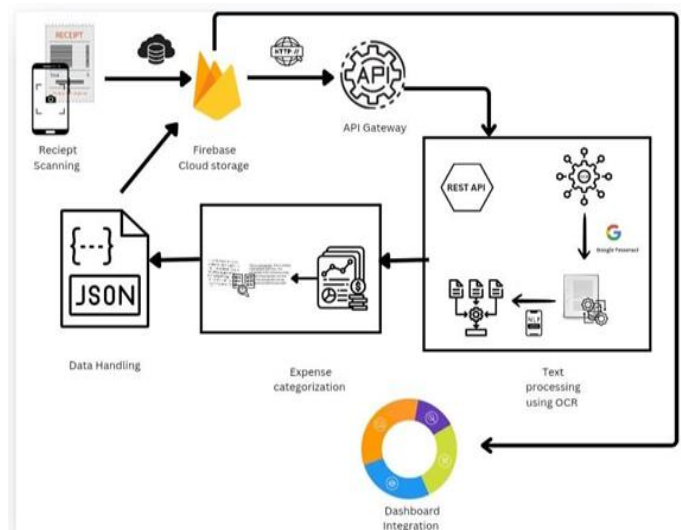 RECEIPT
HTTP //
API
Reciept
Scanning
Firebase
Cloud storage
API Gateway
REST API
Google Tesseract
{---}
JSON
NLP
Data Handling
Expense
categorization
Text
processing
using OCR
Dashboard
Integration